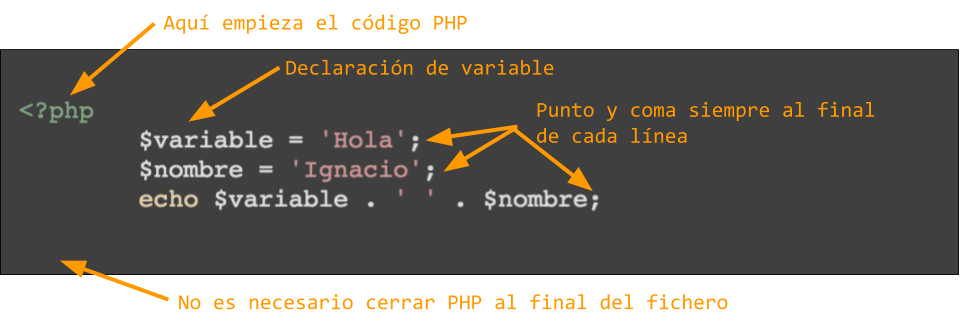 Aquí empieza el código PHP
Declaración de variable
<?php
Punto y coma siempre al final
de cada línea
$variable = 'Hola';
$nombre = 'Ignacio';
echo $variable . ' ' . $nombre;
No es necesario cerrar PHP al final del fichero